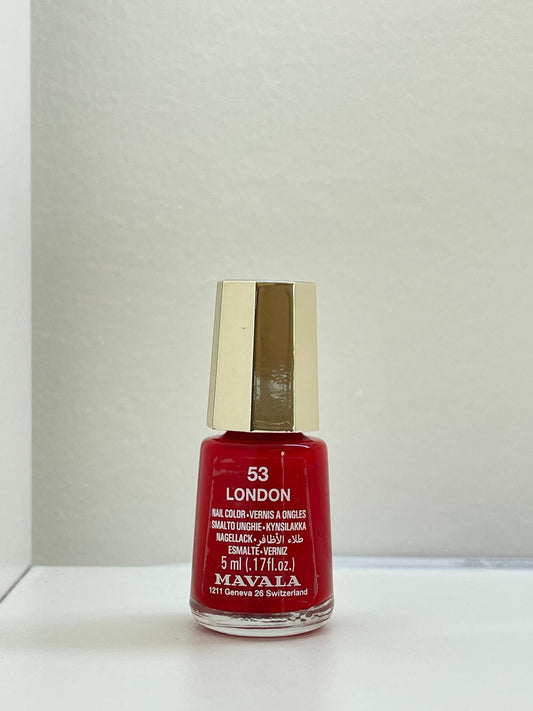 53
LONDON
NAIL COLOR•VERNIS A ONGLES
SMALTO UNGHIE•KYNSILAKKA
NAGELLACK•طلاء الأظافر
ESMALTE•VERNIZ
5 ml (.17fl.oz.)
MAVALA
1211 Geneva 26 Switzerland